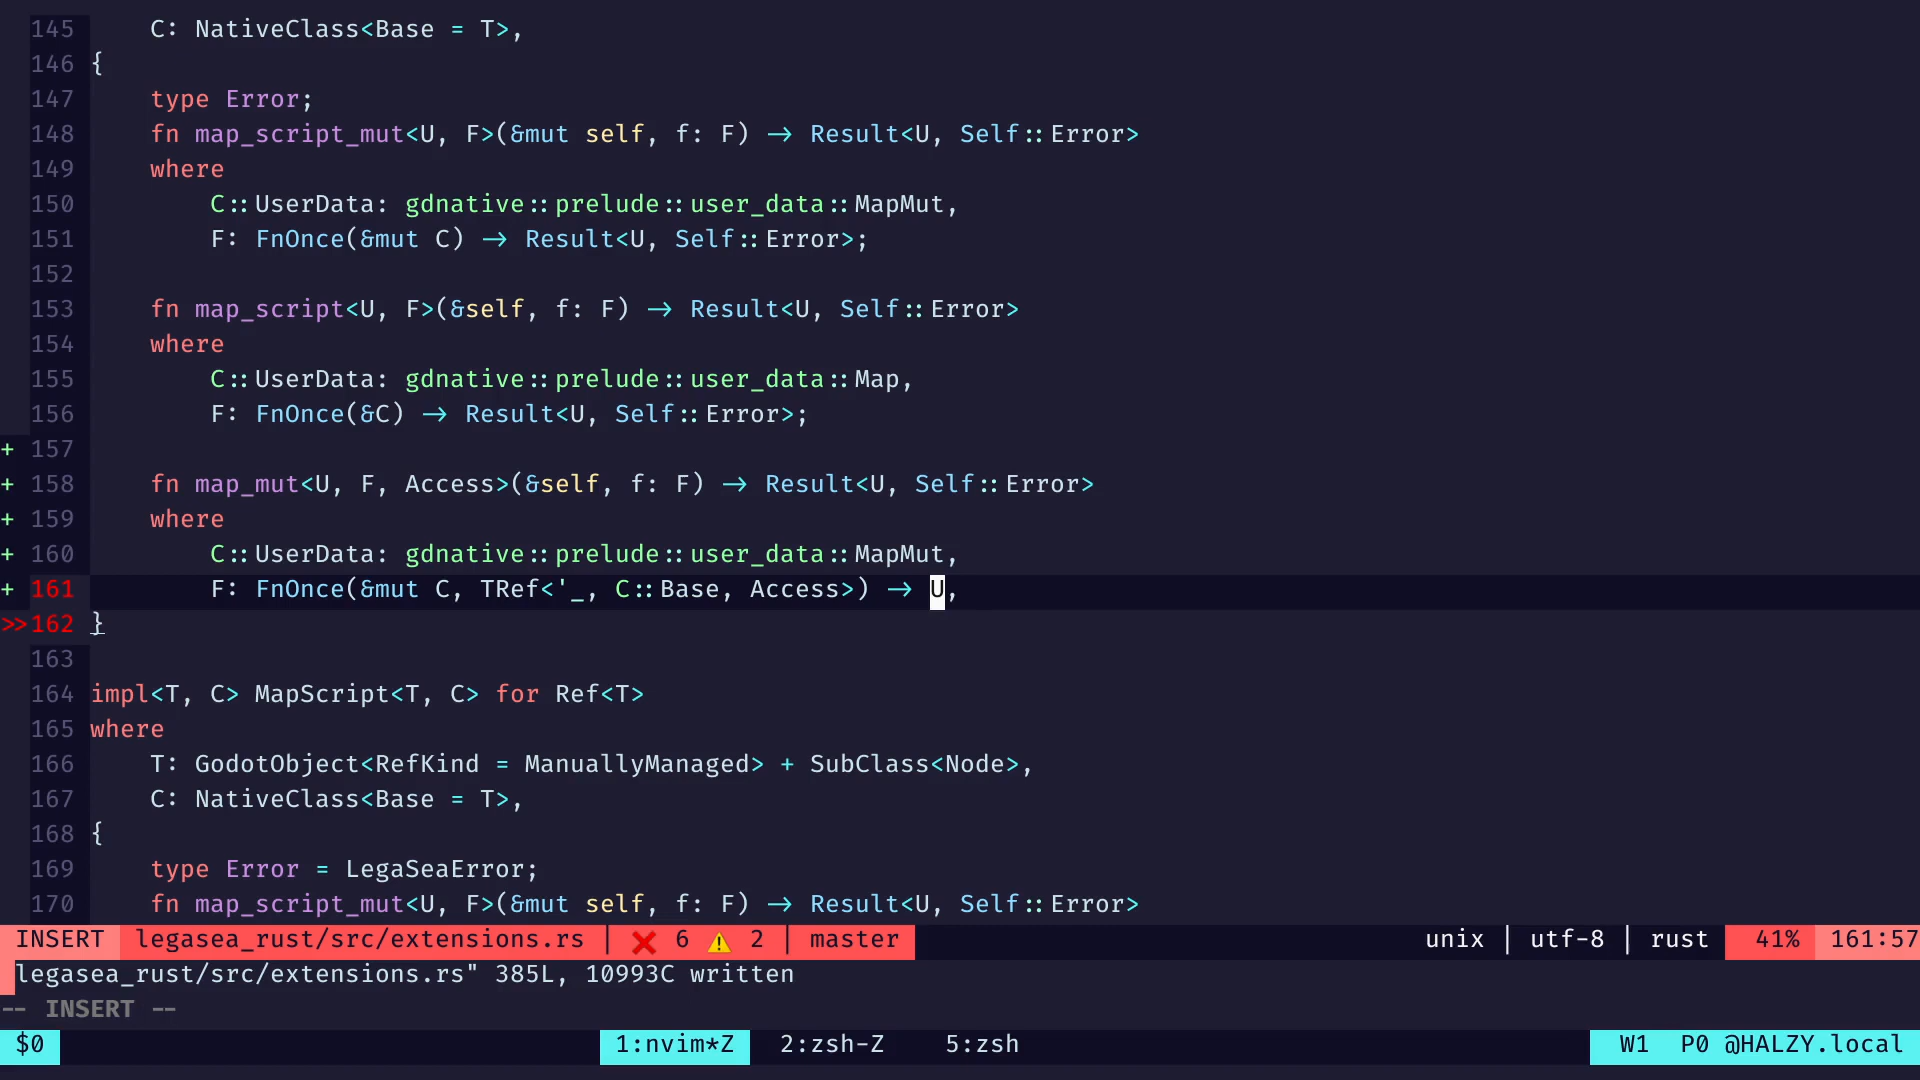 145     C: NativeClass<Base = T>,
146 {
147     type Error;
148     fn map_script_mut<U, F>(&mut self, f: F) -> Result<U, Self::Error>
149     where
150         C::UserData: gdnative::prelude::user_data::MapMut,
151         F: FnOnce(&mut C) -> Result<U, Self::Error>;
152
153     fn map_script<U, F>(&self, f: F) -> Result<U, Self::Error>
154     where
155         C::UserData: gdnative::prelude::user_data::Map,
156         F: FnOnce(&C) -> Result<U, Self::Error>;
+ 157
+ 158     fn map_mut<U, F, Access>(&self, f: F) -> Result<U, Self::Error>
+ 159     where
+ 160         C::UserData: gdnative::prelude::user_data::MapMut,
+ 161         F: FnOnce(&mut C, TRef<'_, C::Base, Access>) -> U,
>>162 }
163
164 impl<T, C> MapScript<T, C> for Ref<T>
165 where
166     T: GodotObject<RefKind = ManuallyManaged> + SubClass<Node>,
167     C: NativeClass<Base = T>,
168 {
169     type Error = LegaSeaError;
170     fn map_script_mut<U, F>(&mut self, f: F) -> Result<U, Self::Error>
INSERT legasea_rust/src/extensions.rs | ❌ 6 ⚠ 2 | master unix | utf-8 | rust 41% 161:57
legasea_rust/src/extensions.rs" 385L, 10993C written
-- INSERT --
$0 1:nvim*Z 2:zsh-Z 5:zsh W1 P0 @HALZY.local